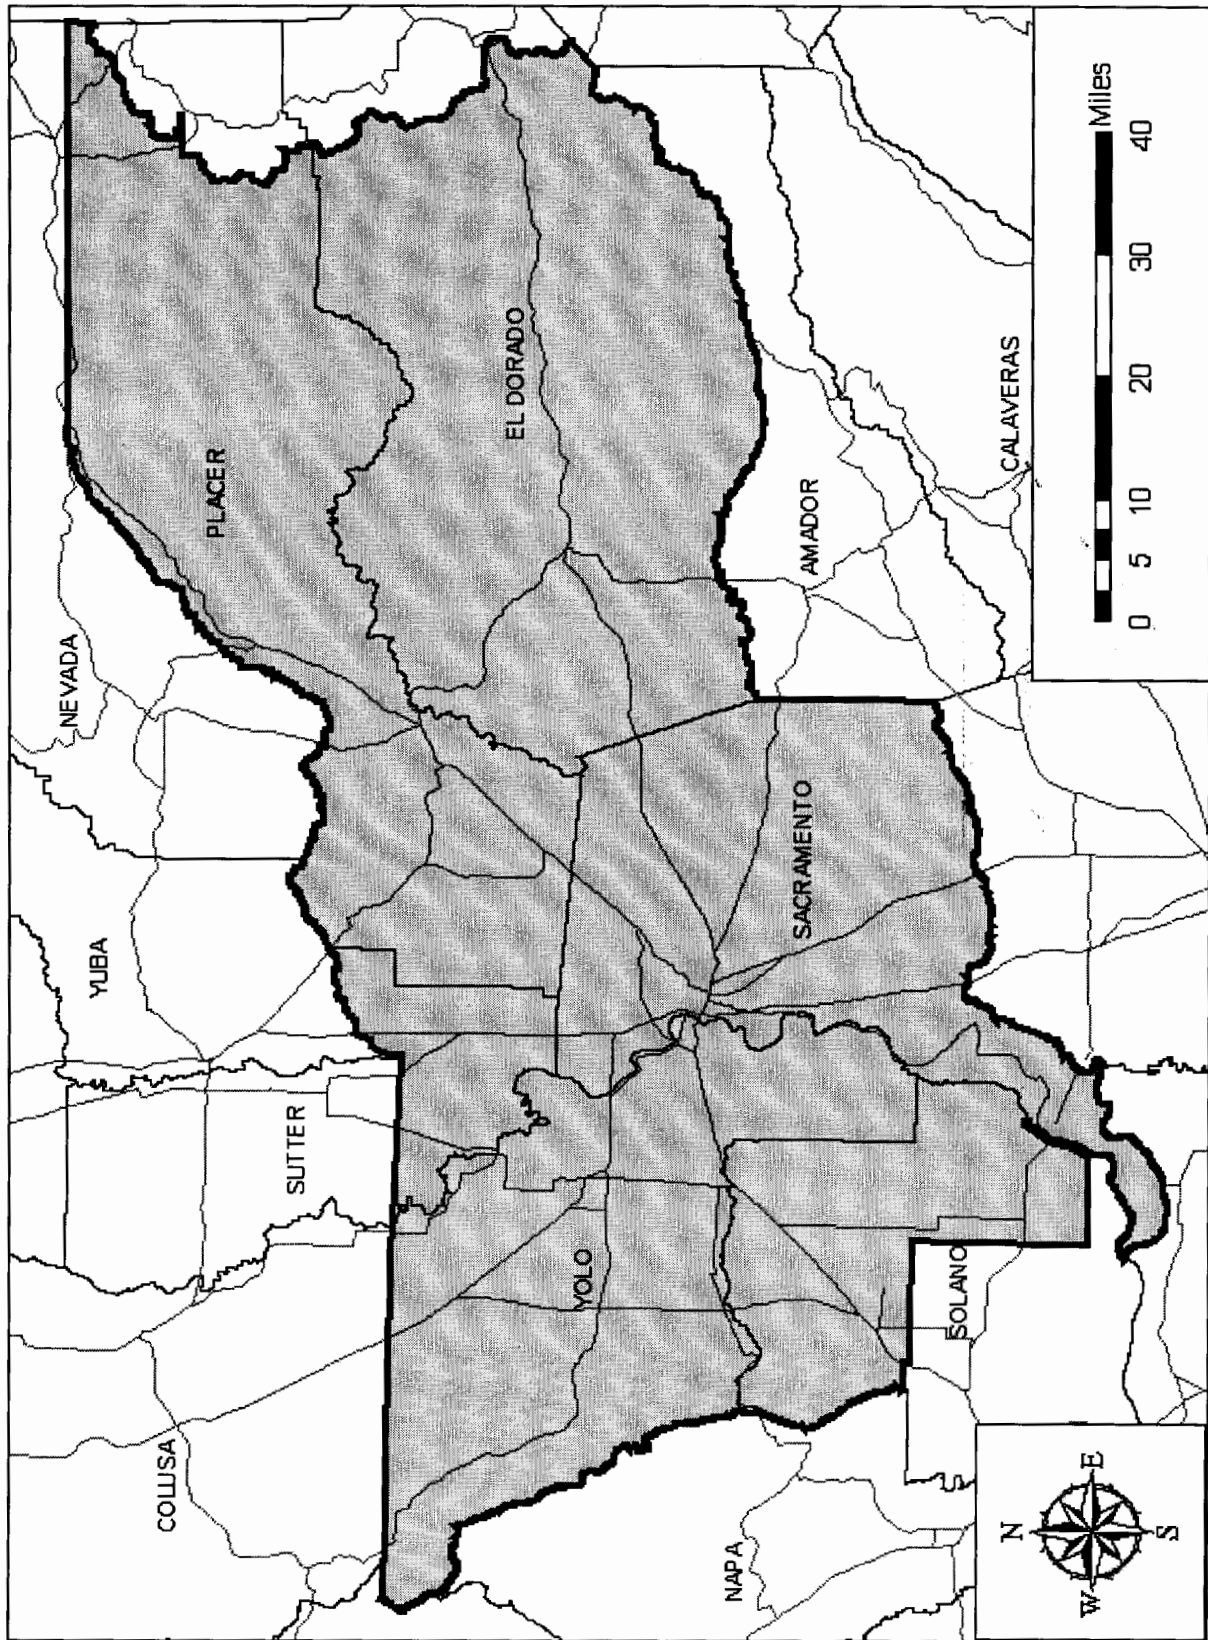 NEVADA
YUBA
SUTTER
COLUSA
PLACER
EL DORADO
YOLO
SACRAMENTO
AMADOR
CALAVERAS
SOLANO
NAPA
N
W E
S
0 5 10 20 30 40 Miles